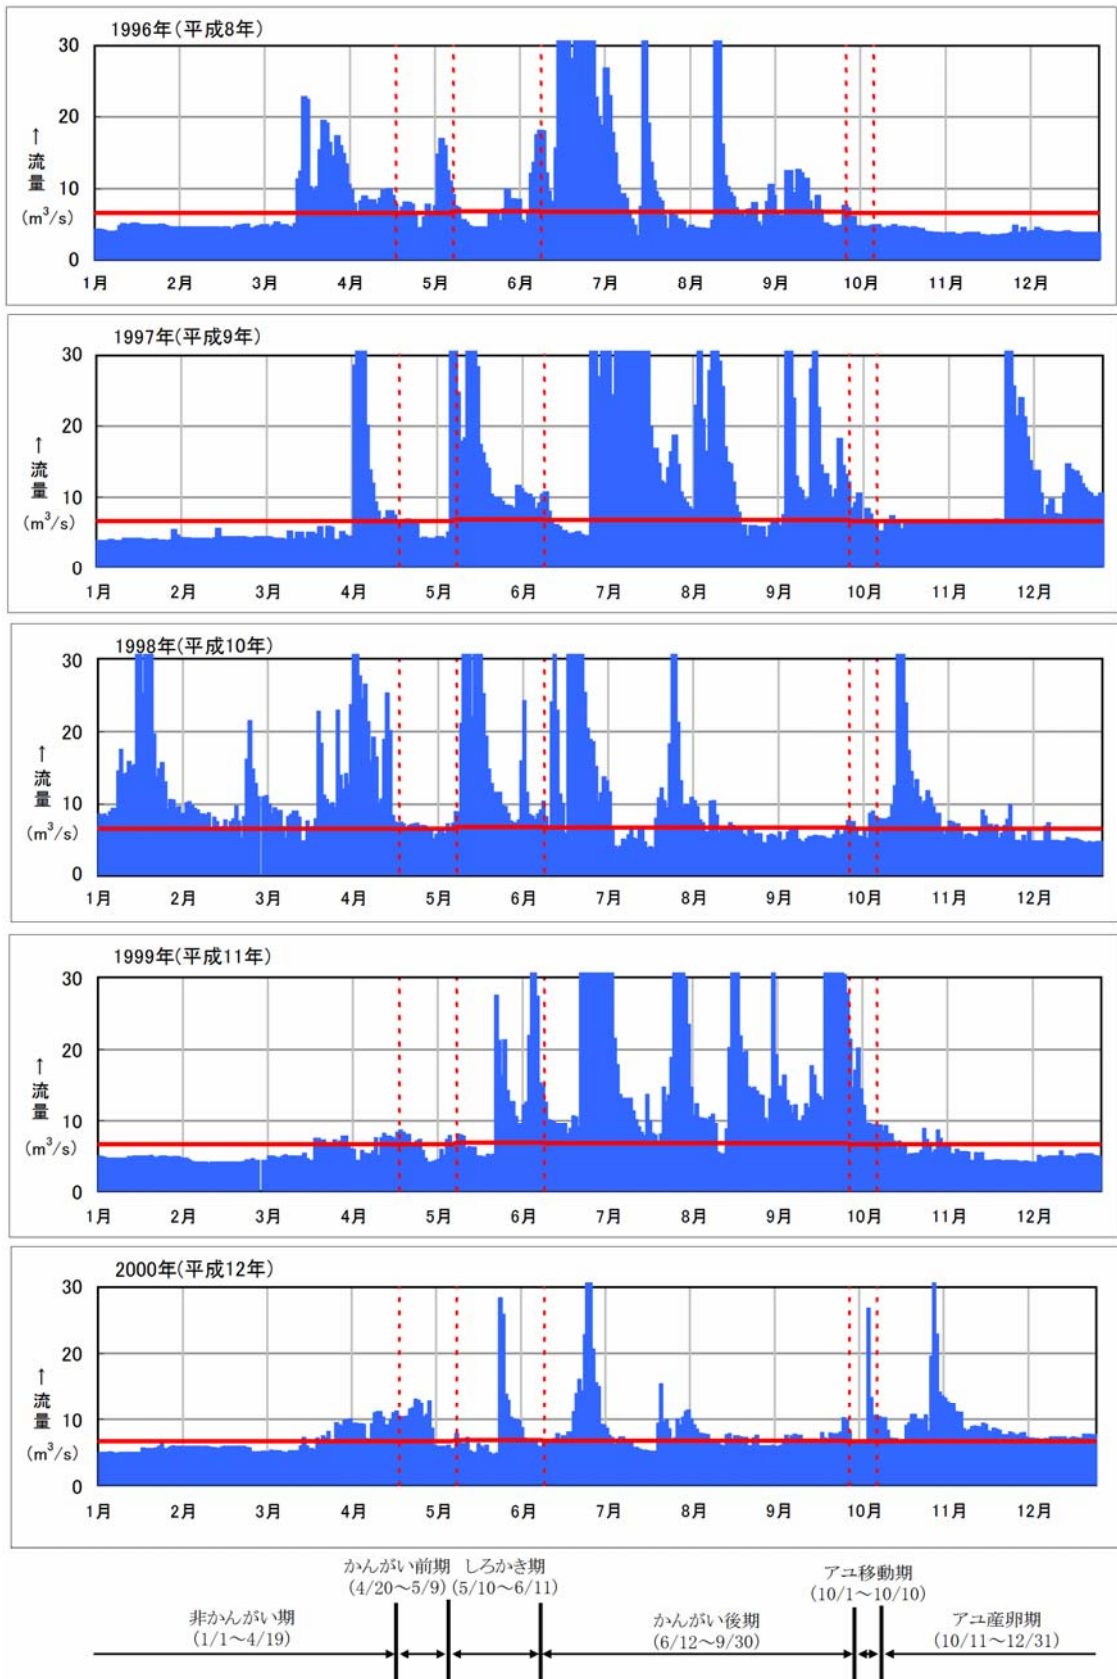 1996年(平成8年)
30
20
10
0
↑
流
量
(m³/s)
1月 2月 3月 4月 5月 6月 7月 8月 9月 10月 11月 12月
1997年(平成9年)
30
20
10
0
↑
流
量
(m³/s)
1月 2月 3月 4月 5月 6月 7月 8月 9月 10月 11月 12月
1998年(平成10年)
30
20
10
0
↑
流
量
(m³/s)
1月 2月 3月 4月 5月 6月 7月 8月 9月 10月 11月 12月
1999年(平成11年)
30
20
10
0
↑
流
量
(m³/s)
1月 2月 3月 4月 5月 6月 7月 8月 9月 10月 11月 12月
2000年(平成12年)
30
20
10
0
↑
流
量
(m³/s)
1月 2月 3月 4月 5月 6月 7月 8月 9月 10月 11月 12月
非かんがい期
(1/1～4/19)
かんがい前期
(4/20～5/9)
しろかき期
(5/10～6/11)
かんがい後期
(6/12～9/30)
アユ移動期
(10/1～10/10)
アユ産卵期
(10/11～12/31)